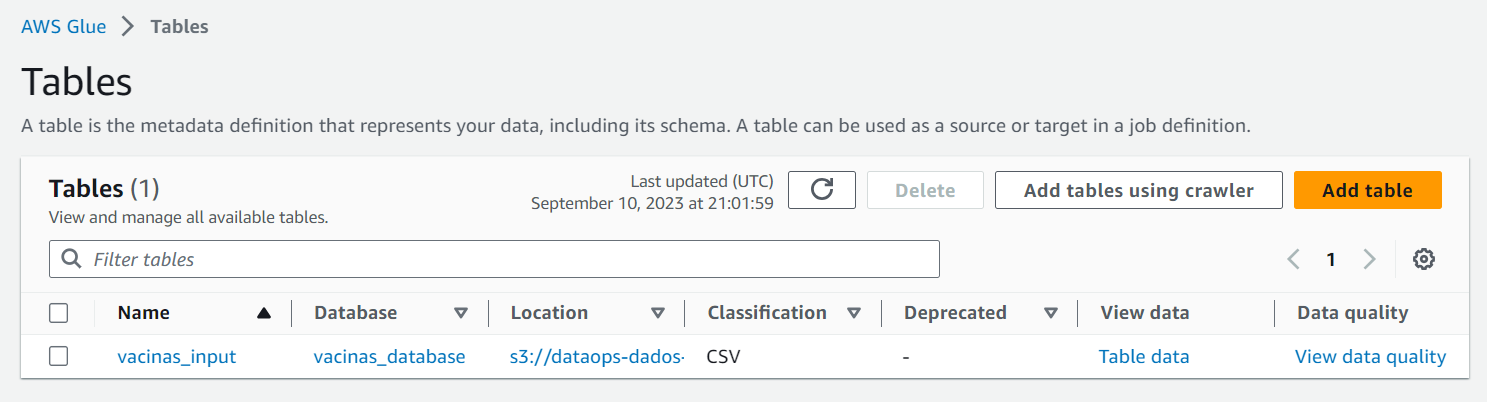 AWS Glue > Tables
Tables
A table is the metadata definition that represents your data, including its schema. A table can be used as a source or target in a job definition.
Tables (1)
View and manage all available tables.
Last updated (UTC)
September 10, 2023 at 21:01:59
Delete
Add tables using crawler
Add table
Filter tables
1
Name Database Location Classification Deprecated View data Data quality
vacinas_input vacinas_database s3://dataops-dados- CSV - Table data View data quality